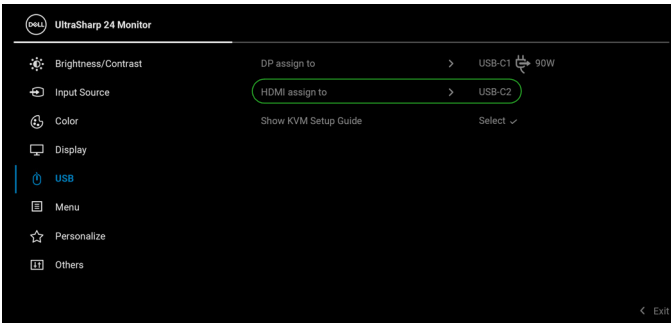 DELL UltraSharp 24 Monitor
Brightness/Contrast
DP assign to > USB-C1 90W
Input Source
HDMI assign to > USB-C2
Color
Show KVM Setup Guide Select
Display
USB
Menu
Personalize
Others
< Exit